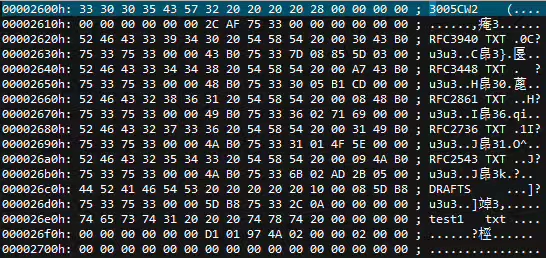 00002600h: 33 30 30 35 43 57 32 20 20 20 20 28 00 00 00 00 ; 3005CW2    (....
00002610h: 00 00 00 00 00 00 2C AF 75 33 00 00 00 00 00 00 ; ......,痷3......
00002620h: 52 46 43 33 39 34 30 20 54 58 54 20 00 30 43 B0 ; RFC3940 TXT .0C?
00002630h: 75 33 75 33 00 00 43 B0 75 33 7D 08 85 5D 03 00 ; u3u3..C皍3}.匽..
00002640h: 52 46 43 33 34 34 38 20 54 58 54 20 00 A7 43 B0 ; RFC3448 TXT .
00002650h: 75 33 75 33 00 00 48 B0 75 33 30 05 B1 CD 00 00 ; u3u3..H皍30.蓖..
00002660h: 52 46 43 32 38 36 31 20 54 58 54 20 00 08 48 B0 ; RFC2861 TXT ..H?
00002670h: 75 33 75 33 00 00 49 B0 75 33 36 02 71 69 00 00 ; u3u3..I皍36.qi..
00002680h: 52 46 43 32 37 33 36 20 54 58 54 20 00 31 49 B0 ; RFC2736 TXT .1I?
00002690h: 75 33 75 33 00 00 4A B0 75 33 31 01 4F 5E 00 00 ; u3u3..J皍31.O^..
000026a0h: 52 46 43 32 35 34 33 20 54 58 54 20 00 09 4A B0 ; RFC2543 TXT ..J?
000026b0h: 75 33 75 33 00 00 4A B0 75 33 6B 02 AD 2B 05 00 ; u3u3..J皍3k.?..
000026c0h: 44 52 41 46 54 53 20 20 20 20 20 10 00 08 5D B8 ; DRAFTS     ...]?
000026d0h: 75 33 75 33 00 00 5D B8 75 33 2C 0A 00 00 00 00 ; u3u3..]竨3,.....
000026e0h: 74 65 73 74 31 20 20 20 74 78 74 20 00 00 00 00 ; test1   txt ....
000026f0h: 00 00 00 00 00 00 D1 01 97 4A 02 00 00 02 00 00 ; ......?桱......
00002700h: 00 00 00 00 00 00 00 00 00 00 00 00 00 00 00 00 ; ................